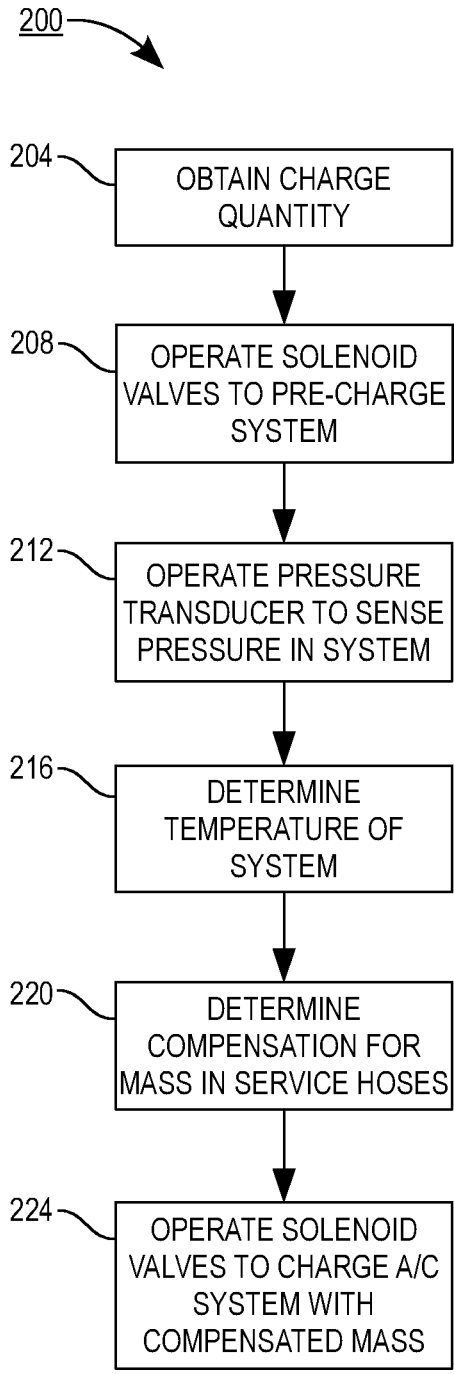 200
204
OBTAIN CHARGE
QUANTITY
208
OPERATE SOLENOID
VALVES TO PRE-CHARGE
SYSTEM
212
OPERATE PRESSURE
TRANSDUCER TO SENSE
PRESSURE IN SYSTEM
216
DETERMINE
TEMPERATURE OF
SYSTEM
220
DETERMINE
COMPENSATION FOR
MASS IN SERVICE HOSES
224
OPERATE SOLENOID
VALVES TO CHARGE A/C
SYSTEM WITH
COMPENSATED MASS